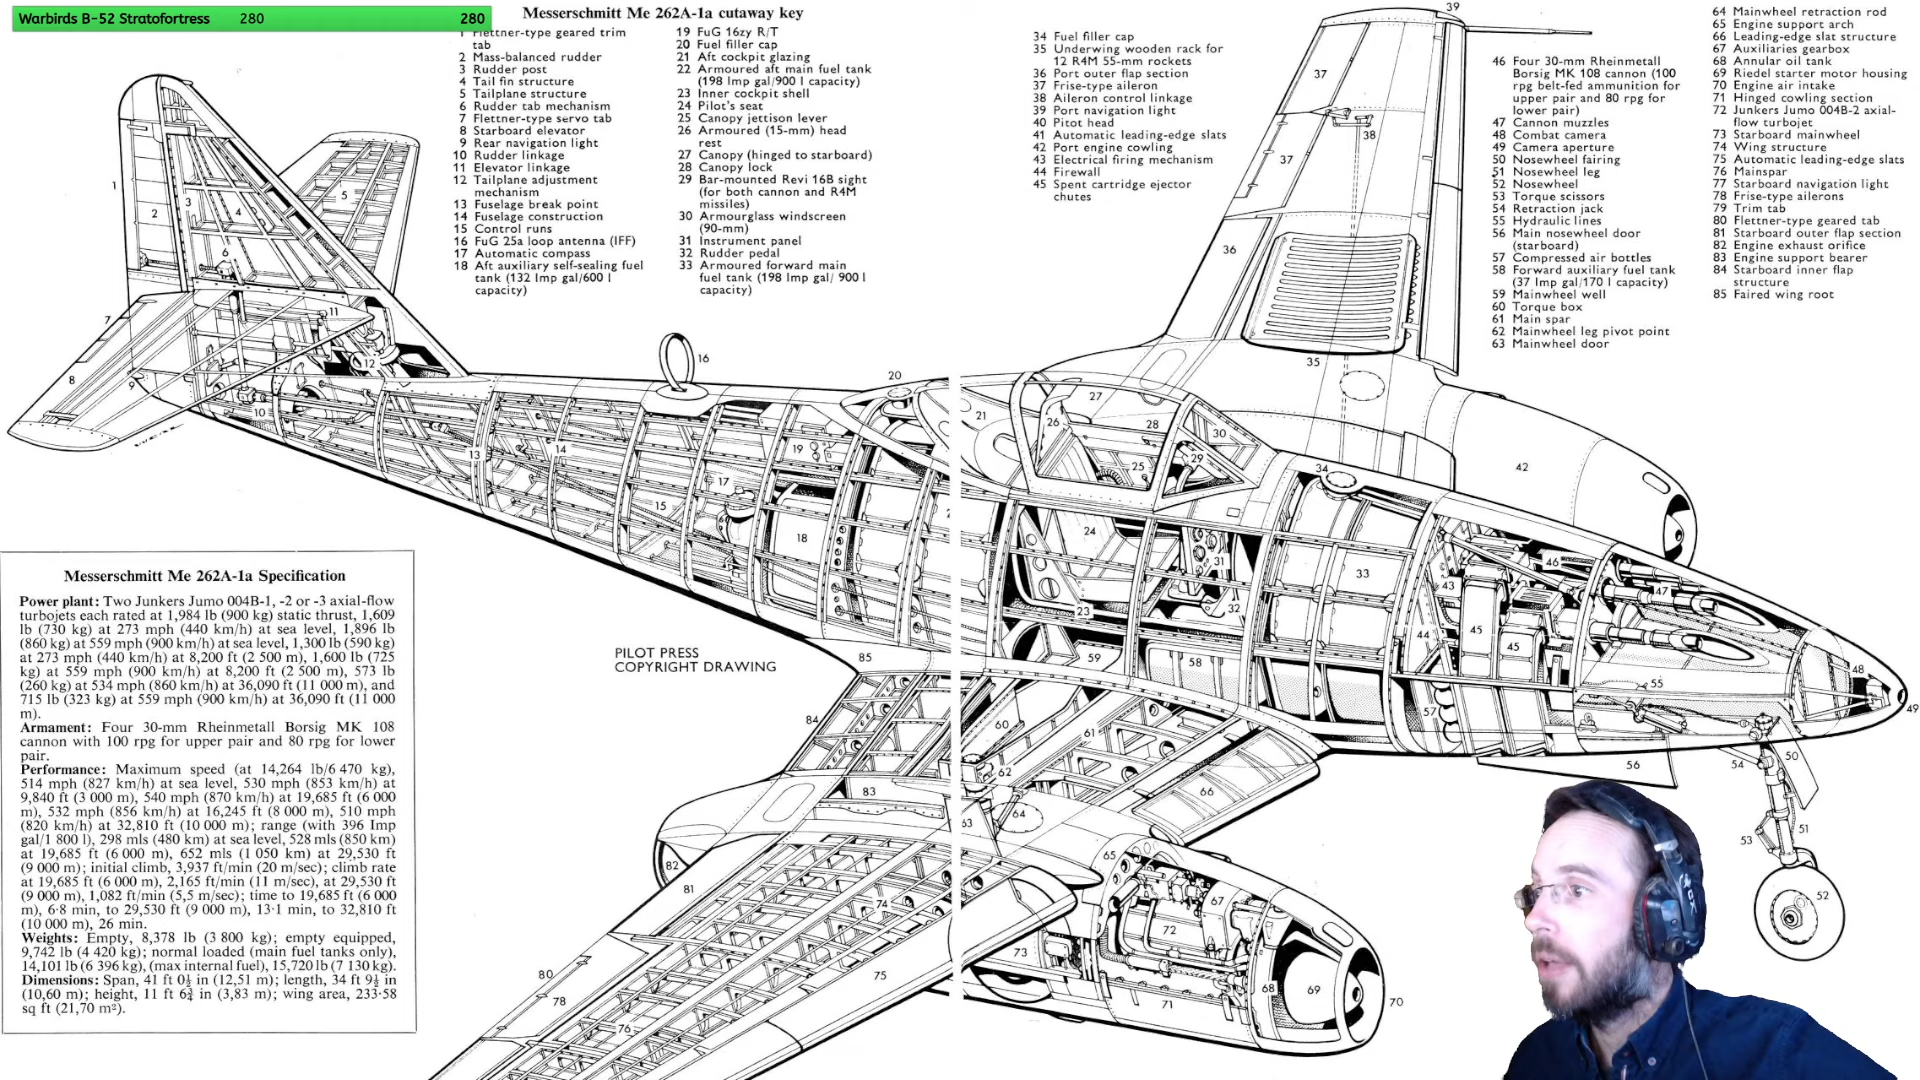 Warbirds B-52 Stratofortress 280 280
Messerschmitt Me 262A-1a cutaway key
1 Flettner-type geared trim
tab
2 Mass-balanced rudder
3 Rudder post
4 Tail fin structure
5 Tailplane structure
6 Rudder tab mechanism
7 Flettner-type servo tab
8 Starboard elevator
9 Rear navigation light
10 Rudder linkage
11 Elevator linkage
12 Tailplane adjustment
mechanism
13 Fuselage break point
14 Fuselage construction
15 Control runs
16 FuG 25a loop antenna (IFF)
17 Automatic compass
18 Aft auxiliary self-sealing fuel
tank (132 Imp gal/600 l
capacity)
19 FuG 16zy R/T
20 Fuel filler cap
21 Aft cockpit glazing
22 Armoured aft main fuel tank
(198 Imp gal/900 l capacity)
23 Inner cockpit shell
24 Pilot's seat
25 Canopy jettison lever
26 Armoured (15-mm) head
rest
27 Canopy (hinged to starboard)
28 Canopy lock
29 Bar-mounted Revi 16B sight
(for both cannon and R4M
missiles)
30 Armourglass windscreen
(90-mm)
31 Instrument panel
32 Rudder pedal
33 Armoured forward main
fuel tank (198 Imp gal/ 900 l
capacity)
34 Fuel filler cap
35 Underwing wooden rack for
12 R4M 55-mm rockets
36 Port outer flap section
37 Frise-type aileron
38 Aileron control linkage
39 Port navigation light
40 Pitot head
41 Automatic leading-edge slats
42 Port engine cowling
43 Electrical firing mechanism
44 Firewall
45 Spent cartridge ejector
chutes
46 Four 30-mm Rheinmetall
Borsig MK 108 cannon (100
rpg belt-fed ammunition for
upper pair and 80 rpg for
lower pair)
47 Cannon muzzles
48 Combat camera
49 Camera aperture
50 Nosewheel fairing
51 Nosewheel leg
52 Nosewheel
53 Torque scissors
54 Retraction jack
55 Hydraulic lines
56 Main nosewheel door
(starboard)
57 Compressed air bottles
58 Forward auxiliary fuel tank
(37 Imp gal/170 l capacity)
59 Mainwheel well
60 Torque box
61 Main spar
62 Mainwheel leg pivot point
63 Mainwheel door
64 Mainwheel retraction rod
65 Engine support arch
66 Leading-edge slat structure
67 Auxiliaries gearbox
68 Annular oil tank
69 Riedel starter motor housing
70 Engine air intake
71 Hinged cowling section
72 Junkers Jumo 004B-2 axial-
flow turbojet
73 Starboard mainwheel
74 Wing structure
75 Automatic leading-edge slats
76 Mainspar
77 Starboard navigation light
78 Frise-type ailerons
79 Trim tab
80 Flettner-type geared tab
81 Starboard outer flap section
82 Engine exhaust orifice
83 Engine support bearer
84 Starboard inner flap
structure
85 Faired wing root
PILOT PRESS
COPYRIGHT DRAWING
Messerschmitt Me 262A-1a Specification
Power plant: Two Junkers Jumo 004B-1, -2 or -3 axial-flow
turbojets each rated at 1,984 lb (900 kg) static thrust, 1,609
lb (730 kg) at 273 mph (440 km/h) at sea level, 1,896 lb
(860 kg) at 559 mph (900 km/h) at sea level, 1,300 lb (590 kg)
at 273 mph (440 km/h) at 8,200 ft (2 500 m), 1,600 lb (725
kg) at 559 mph (900 km/h) at 8,200 ft (2 500 m), 573 lb
(260 kg) at 534 mph (860 km/h) at 36,090 ft (11 000 m), and
715 lb (323 kg) at 559 mph (900 km/h) at 36,090 ft (11 000
m).
Armament: Four 30-mm Rheinmetall Borsig MK 108
cannon with 100 rpg for upper pair and 80 rpg for lower
pair.
Performance: Maximum speed (at 14,264 lb/6 470 kg),
514 mph (827 km/h) at sea level, 530 mph (853 km/h) at
9,840 ft (3 000 m), 540 mph (870 km/h) at 19,685 ft (6 000
m), 532 mph (856 km/h) at 16,245 ft (8 000 m), 510 mph
(820 km/h) at 32,810 ft (10 000 m); range (with 396 Imp
gal/1 800 l), 298 mls (480 km) at sea level, 528 mls (850 km)
at 19,685 ft (6 000 m), 652 mls (1 050 km) at 29,530 ft
(9 000 m); initial climb, 3,937 ft/min (20 m/sec); climb rate
at 19,685 ft (6 000 m), 2,165 ft/min (11 m/sec), at 29,530 ft
(9 000 m), 1,082 ft/min (5,5 m/sec); time to 19,685 ft (6 000
m), 6·8 min, to 29,530 ft (9 000 m), 13·1 min, to 32,810 ft
(10 000 m), 26 min.
Weights: Empty, 8,378 lb (3 800 kg); empty equipped,
9,742 lb (4 420 kg); normal loaded (main fuel tanks only),
14,101 lb (6 396 kg), (max internal fuel), 15,720 lb (7 130 kg).
Dimensions: Span, 41 ft 0½ in (12,51 m); length, 34 ft 9½ in
(10,60 m); height, 11 ft 6¾ in (3,83 m); wing area, 233·58
sq ft (21,70 m²).